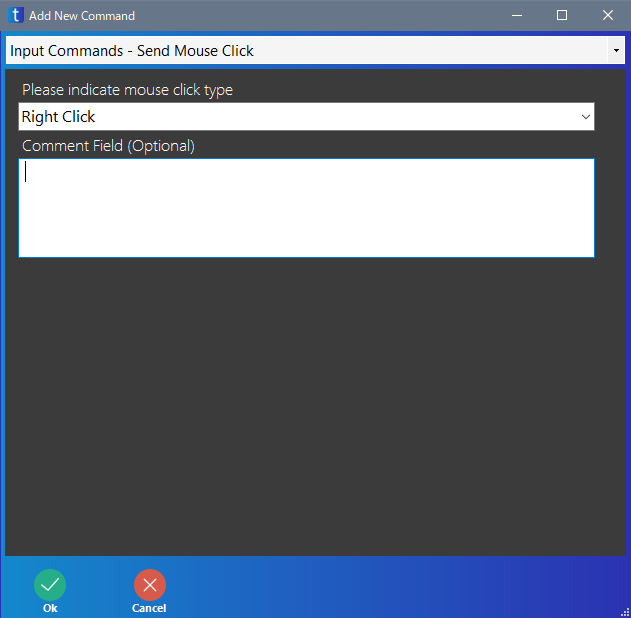 t Add New Command
Input Commands - Send Mouse Click
Please indicate mouse click type
Right Click
Comment Field (Optional)
Ok
Cancel